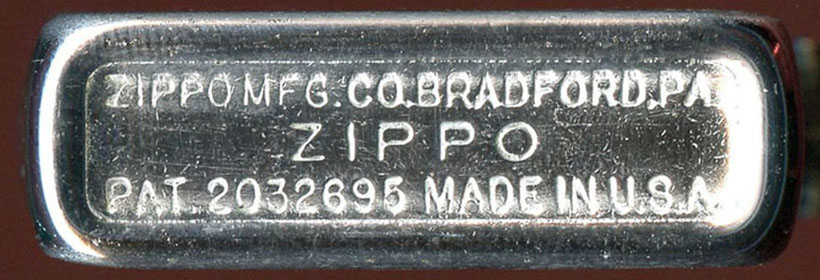 ZIPPO MFG. CO. BRADFORD, PA.
ZIPPO
PAT. 2032695 MADE IN U.S.A.